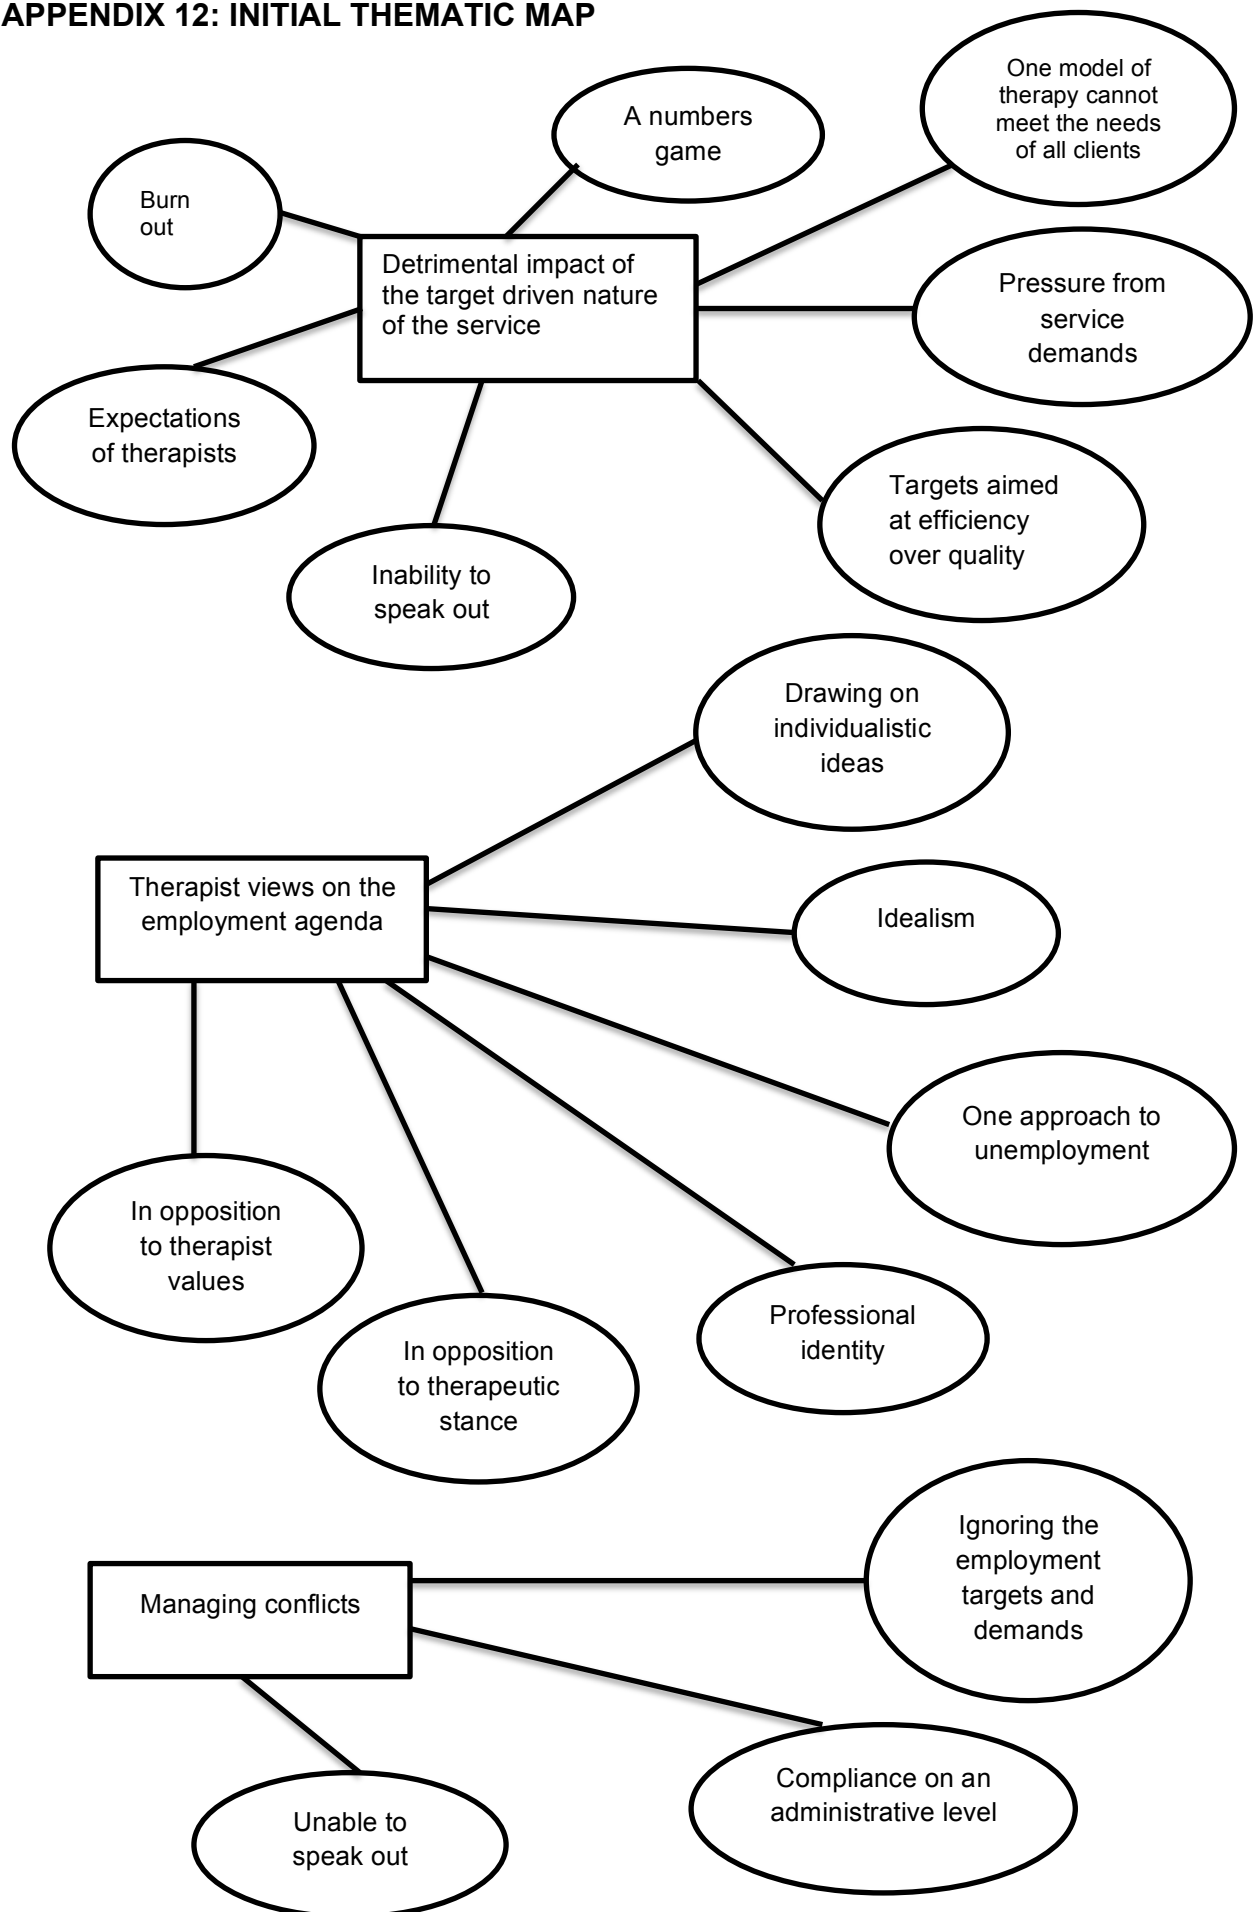 APPENDIX 12: INITIAL THEMATIC MAP
One model of
therapy cannot
meet the needs
of all clients
A numbers
game
Burn
out
Detrimental impact of
the target driven nature
of the service
Pressure from
service
demands
Expectations
of therapists
Targets aimed
at efficiency
over quality
Inability to
speak out
Drawing on
individualistic
ideas
Therapist views on the
employment agenda
Idealism
One approach to
unemployment
In opposition
to therapist
values
Professional
identity
In opposition
to therapeutic
stance
Ignoring the
employment
targets and
demands
Managing conflicts
Compliance on an
administrative level
Unable to
speak out